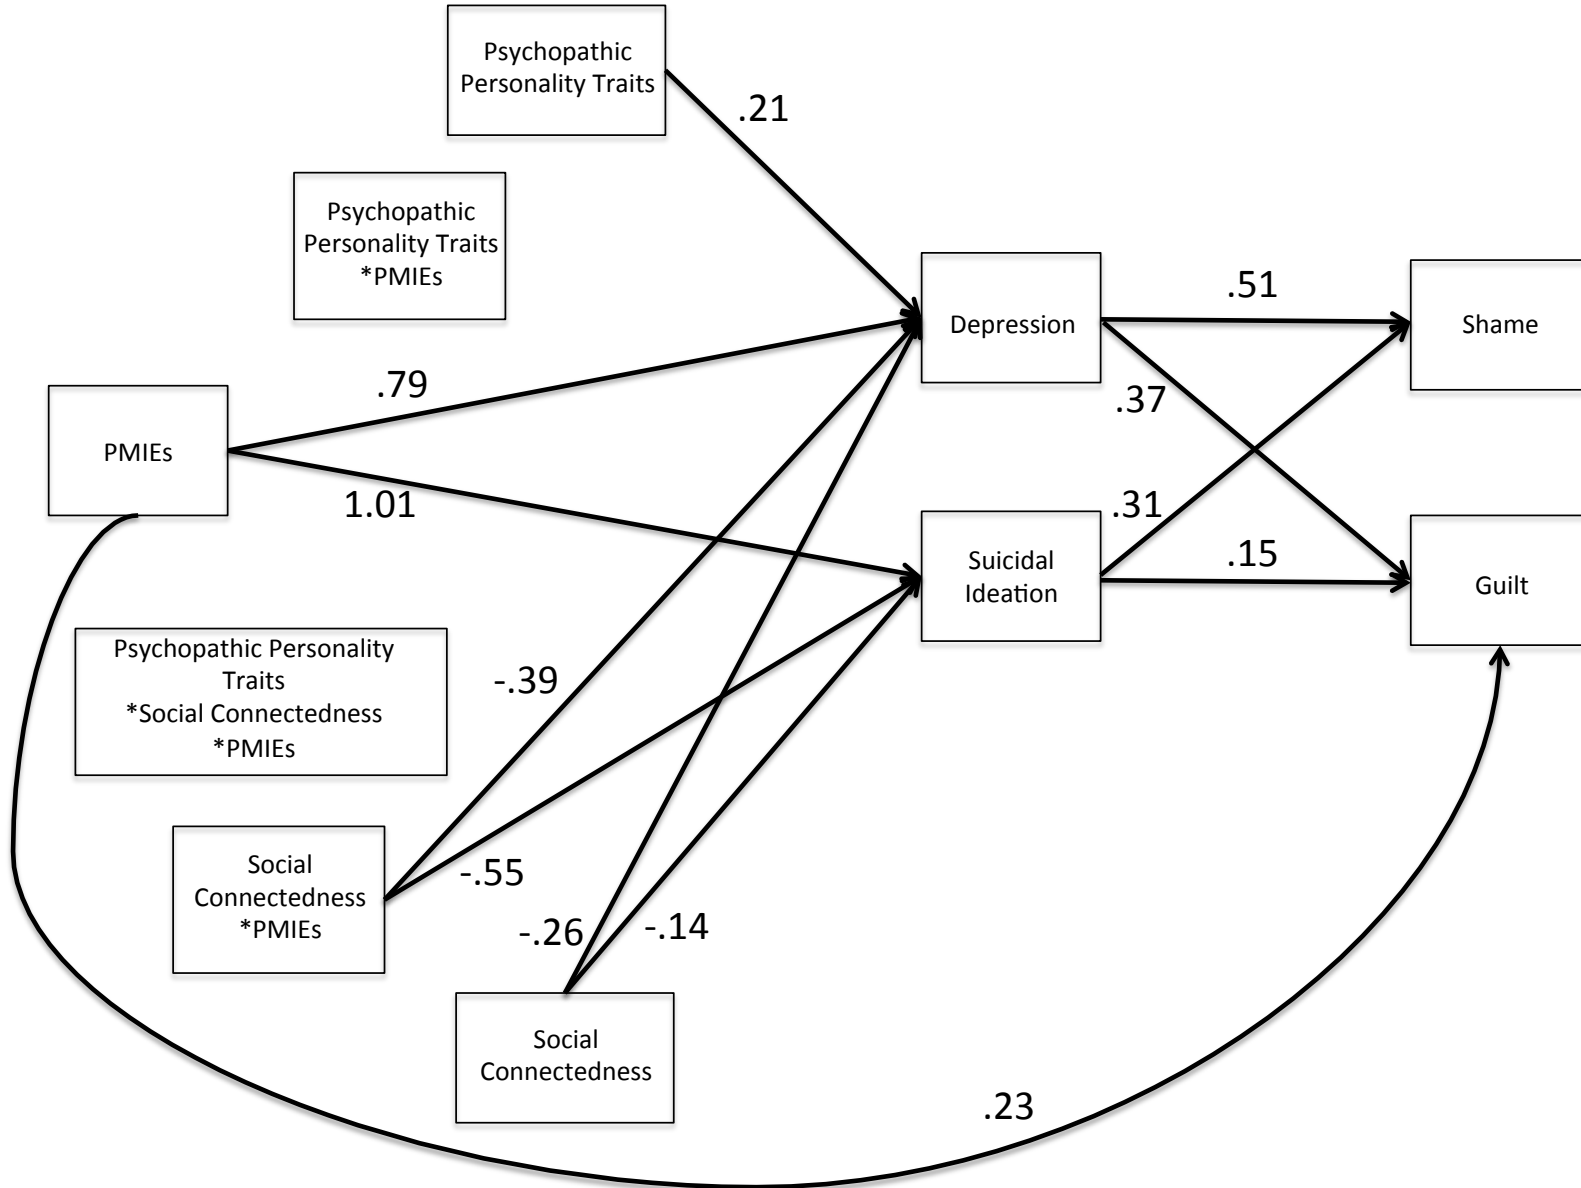 Psychopathic
Personality Traits
.21
Psychopathic
Personality Traits
*PMIEs
Depression
.51
Shame
.79
.37
PMIEs
1.01
.31
Suicidal
Ideation
.15
Guilt
Psychopathic Personality
Traits
*Social Connectedness
*PMIEs
-.39
Social
Connectedness
*PMIEs
-.55
-.26
-.14
Social
Connectedness
.23